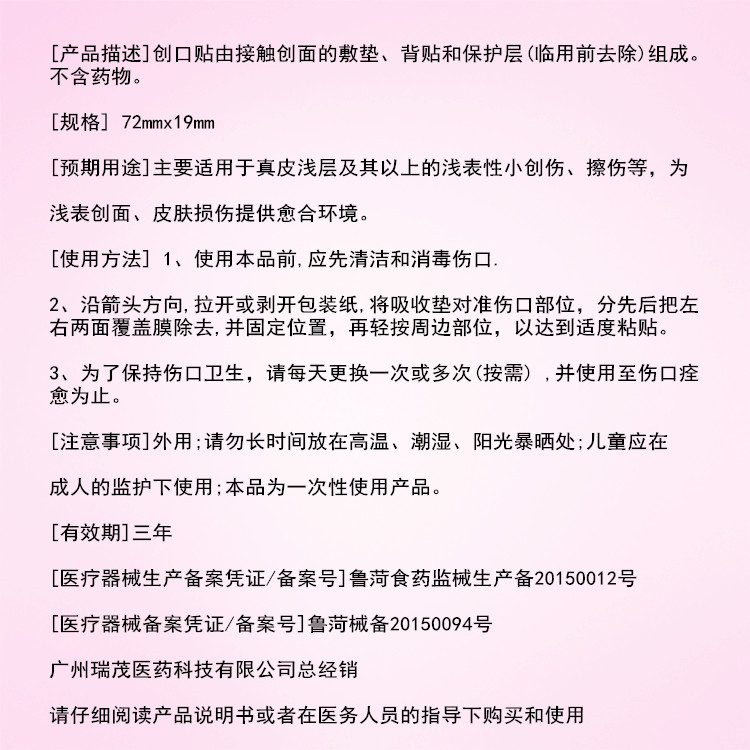 [产品描述]创口贴由接触创面的敷垫、背贴和保护层(临用前去除)组成。
不含药物。
[规格] 72mmx19mm
[预期用途]主要适用于真皮浅层及其以上的浅表性小创伤、擦伤等，为
浅表创面、皮肤损伤提供愈合环境。
[使用方法] 1、使用本品前,应先清洁和消毒伤口.
2、沿箭头方向,拉开或剥开包装纸,将吸收垫对准伤口部位，分先后把左
右两面覆盖膜除去,并固定位置，再轻按周边部位，以达到适度粘贴。
3、为了保持伤口卫生，请每天更换一次或多次(按需) ,并使用至伤口痊
愈为止。
[注意事项]外用;请勿长时间放在高温、潮湿、阳光暴晒处;儿童应在
成人的监护下使用;本品为一次性使用产品。
[有效期]三年
[医疗器械生产备案凭证/备案号]鲁菏食药监械生产备20150012号
[医疗器械备案凭证/备案号]鲁菏械备20150094号
广州瑞茂医药科技有限公司总经销
请仔细阅读产品说明书或者在医务人员的指导下购买和使用